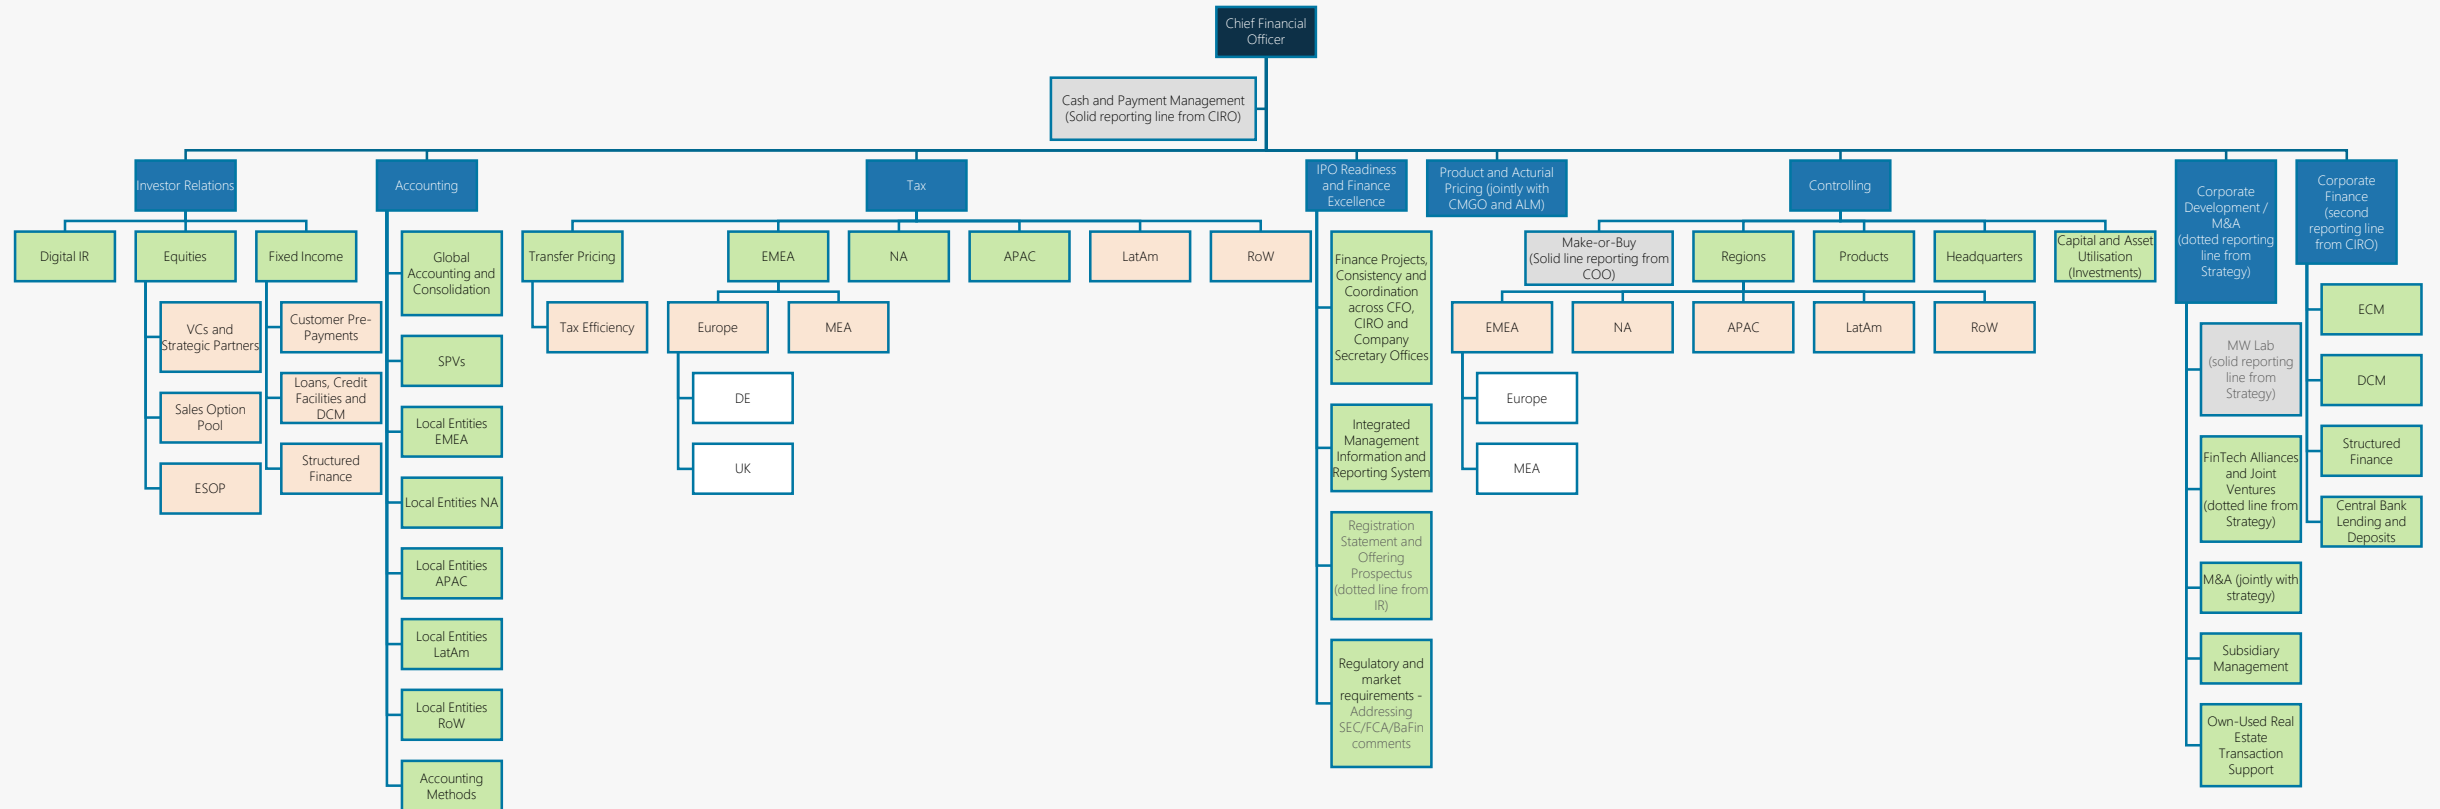 Chief Financial
Officer
Cash and Payment Management
(Solid reporting line from CIRO)
Investor Relations
Digital IR
Equities
VCs and
Strategic Partners
Sales Option
Pool
ESOP
Fixed Income
Customer Pre-
Payments
Loans, Credit
Facilities and
DCM
Structured
Finance
Accounting
Global
Accounting and
Consolidation
SPVs
Local Entities
EMEA
Local Entities NA
Local Entities
APAC
Local Entities
LatAm
Local Entities
RoW
Accounting
Methods
Tax
Transfer Pricing
Tax Efficiency
EMEA
Europe
DE
UK
MEA
NA
APAC
LatAm
RoW
IPO Readiness
and Finance
Excellence
Finance Projects,
Consistency and
Coordination
across CFO,
CIRO and
Company
Secretary Offices
Integrated
Management
Information and
Reporting System
Registration
Statement and
Offering
Prospectus
(dotted line from
IR)
Regulatory and
market
requirements -
Addressing
SEC/FCA/BaFin
comments
Product and Acturial
Pricing (jointly with
CMGO and ALM)
Controlling
Make-or-Buy
(Solid line reporting from
COO)
Regions
EMEA
Europe
MEA
NA
APAC
LatAm
RoW
Products
Headquarters
Capital and Asset
Utilisation
(Investments)
Corporate
Development /
M&A
(dotted reporting
line from
Strategy)
MW Lab
(solid reporting
line from
Strategy)
FinTech Alliances
and Joint
Ventures
(dotted line from
Strategy)
M&A (jointly with
strategy)
Subsidiary
Management
Own-Used Real
Estate
Transaction
Support
Corporate
Finance
(second
reporting line
from CIRO)
ECM
DCM
Structured
Finance
Central Bank
Lending and
Deposits